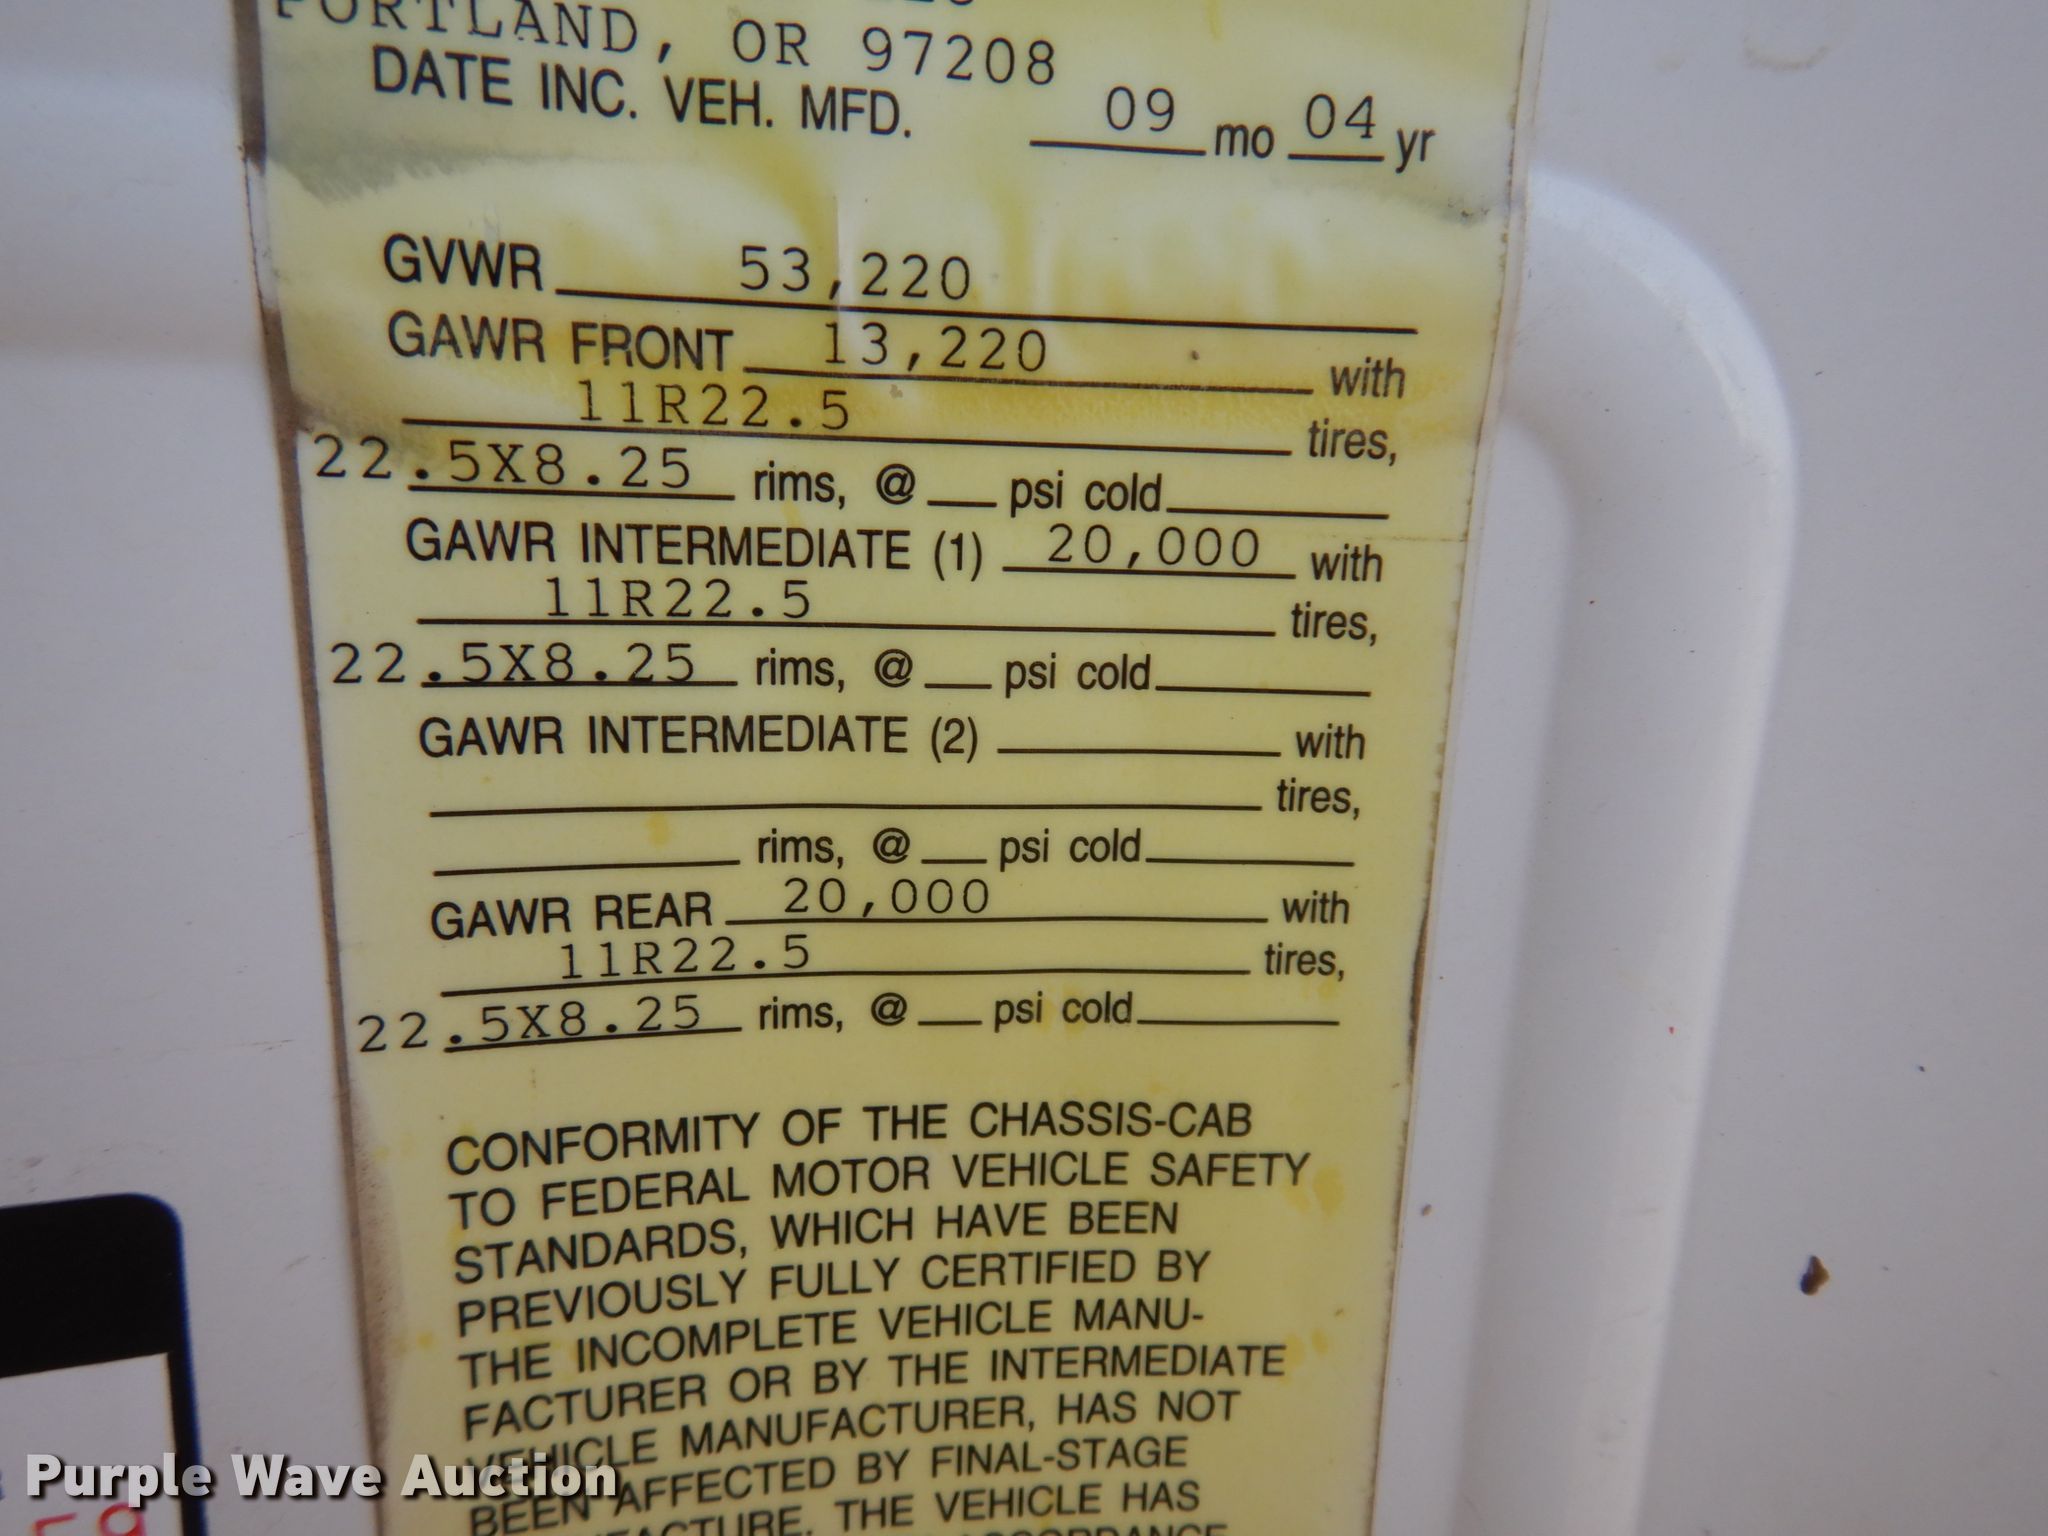 PORTLAND, OR 97208
DATE INC. VEH. MFD. 09 mo 04 yr
GVWR 53,220
GAWR FRONT 13,220 with
11R22.5 tires,
22.5X8.25 rims, @ psi cold
GAWR INTERMEDIATE (1) 20,000 with
11R22.5 tires,
22.5X8.25 rims, @ psi cold
GAWR INTERMEDIATE (2) with
tires,
rims, @ psi cold
GAWR REAR 20,000 with
11R22.5 tires,
22.5X8.25 rims, @ psi cold
CONFORMITY OF THE CHASSIS-CAB
TO FEDERAL MOTOR VEHICLE SAFETY
STANDARDS, WHICH HAVE BEEN
PREVIOUSLY FULLY CERTIFIED BY
THE INCOMPLETE VEHICLE MANU-
FACTURER OR BY THE INTERMEDIATE
VEHICLE MANUFACTURER, HAS NOT
BEEN AFFECTED BY FINAL-STAGE
THE VEHICLE HAS
Purple Wave Auction